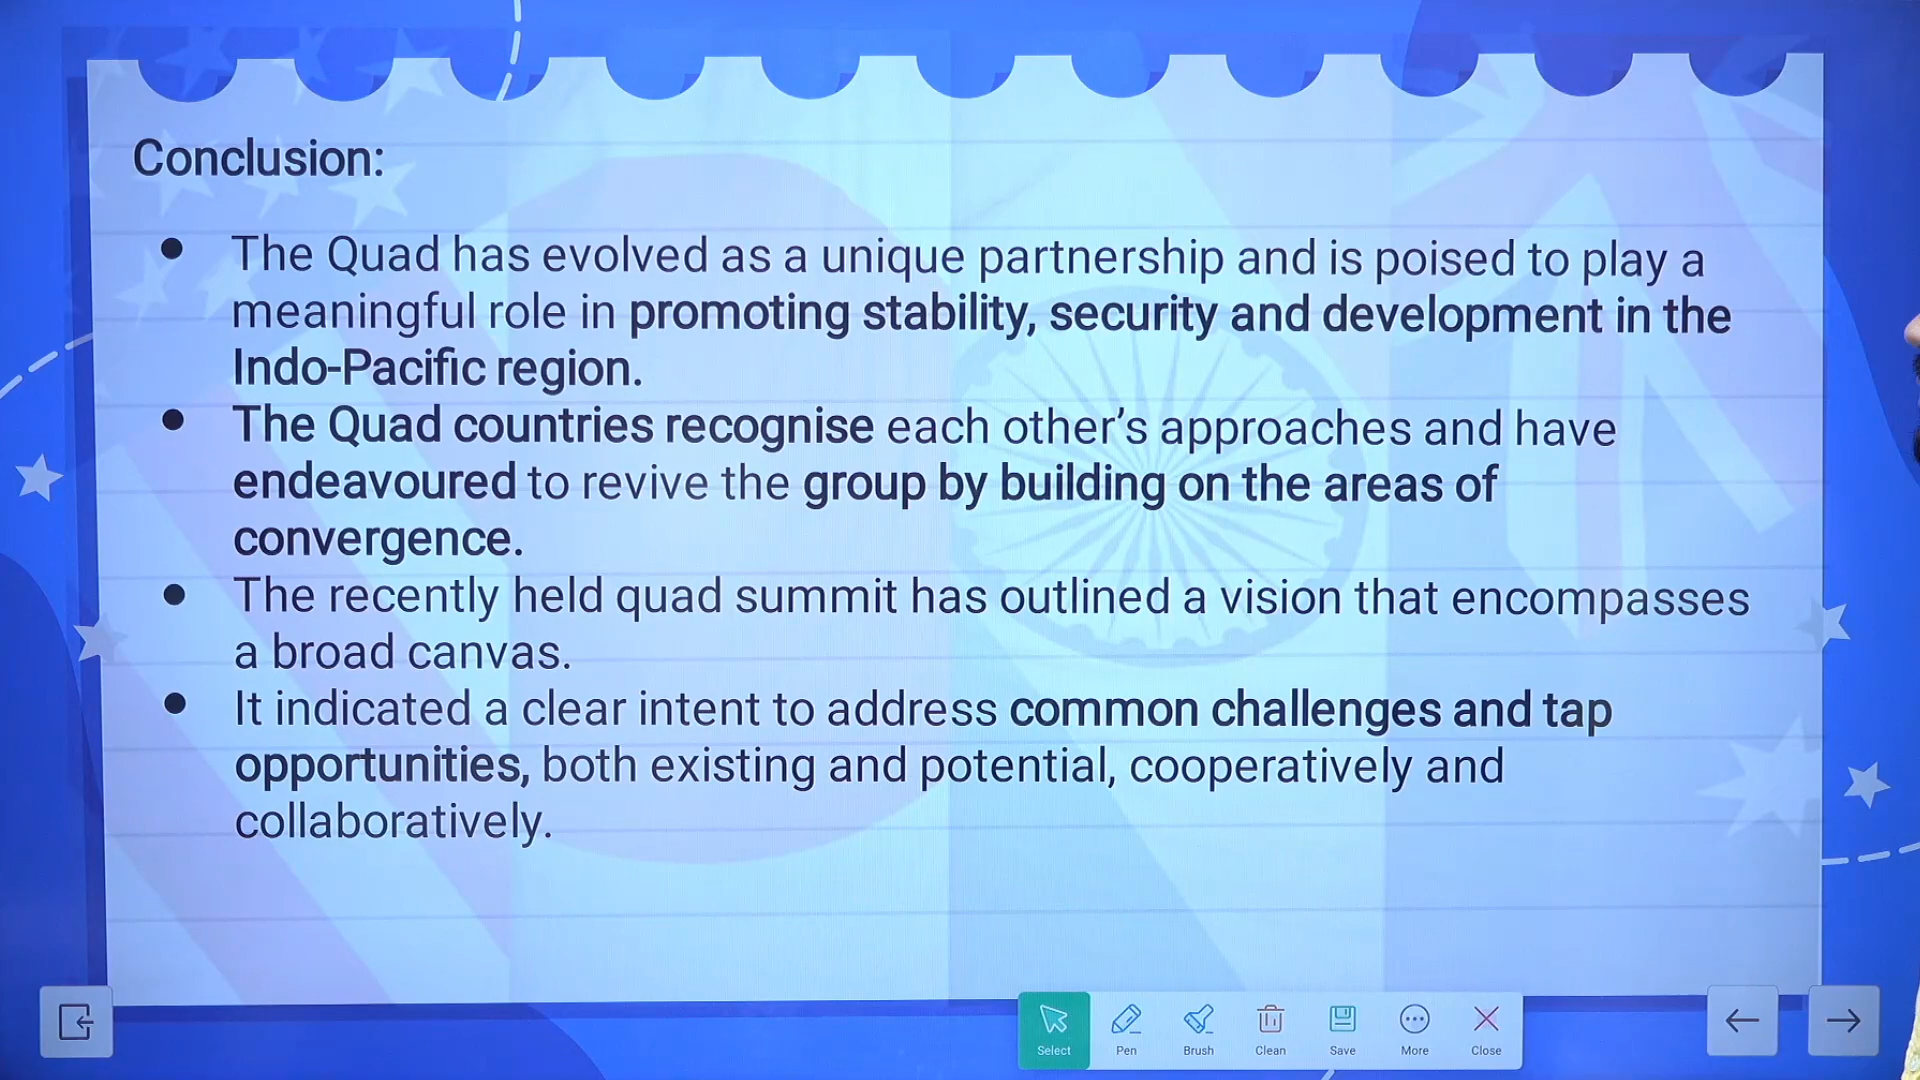 Conclusion:
● The Quad has evolved as a unique partnership and is poised to play a
meaningful role in promoting stability, security and development in the
Indo-Pacific region.
● The Quad countries recognise each other’s approaches and have
endeavoured to revive the group by building on the areas of
convergence.
● The recently held quad summit has outlined a vision that encompasses
a broad canvas.
● It indicated a clear intent to address common challenges and tap
opportunities, both existing and potential, cooperatively and
collaboratively.
Select Pen Brush Clean Save More Close